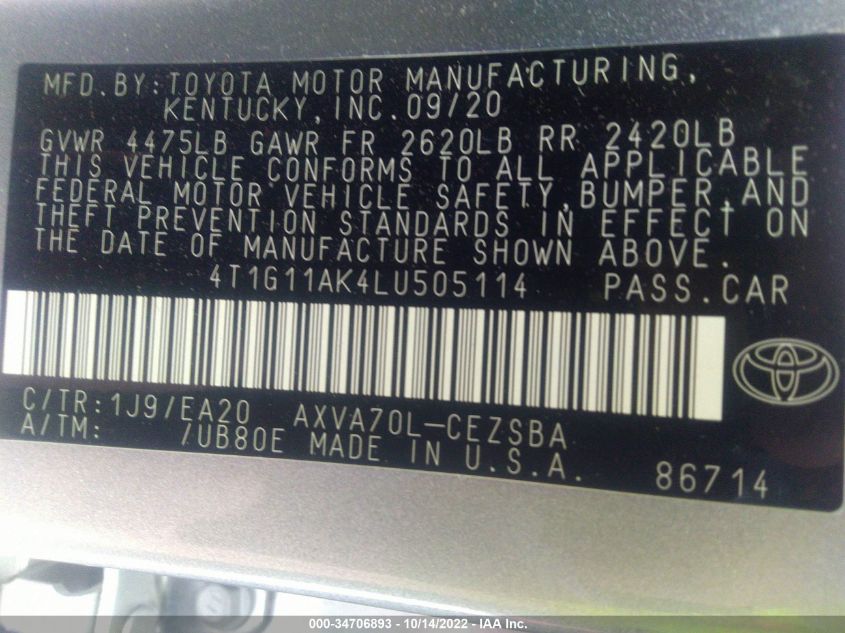 MFD.BY:TOYOTA MOTOR MANUFACTURING,
KENTUCKY,INC.09/20
GVWR 4475LB GAWR FR 2620LB RR 2420LB
THIS VEHICLE CONFORMS TO ALL APPLICABLE
FEDERAL MOTOR VEHICLE SAFETY,BUMPER,AND
THEFT PREVENTION STANDARDS IN EFFECT ON
THE DATE OF MANUFACTURE SHOWN ABOVE.
4T1G11AK4LU505114 PASS.CAR
C/TR:1J9/EA20 AXVA70L-CEZSBA
A/TM: /UB80E MADE IN U.S.A. 86714
000-34706893 - 10/14/2022 - IAA Inc.